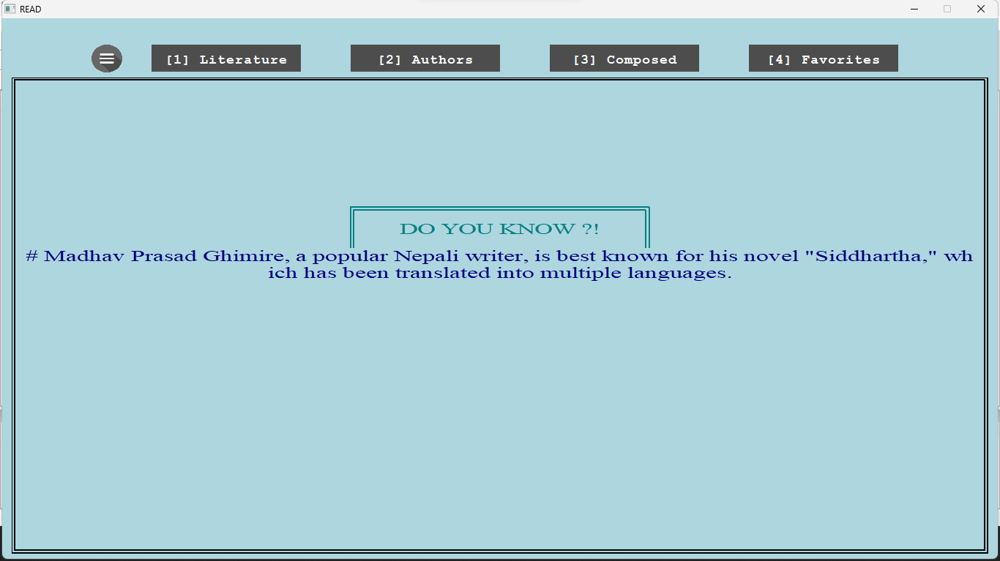 READ
[1] Literature
[2] Authors
[3] Composed
[4] Favorites
DO YOU KNOW ?!
# Madhav Prasad Ghimire, a popular Nepali writer, is best known for his novel "Siddhartha," wh
ich has been translated into multiple languages.